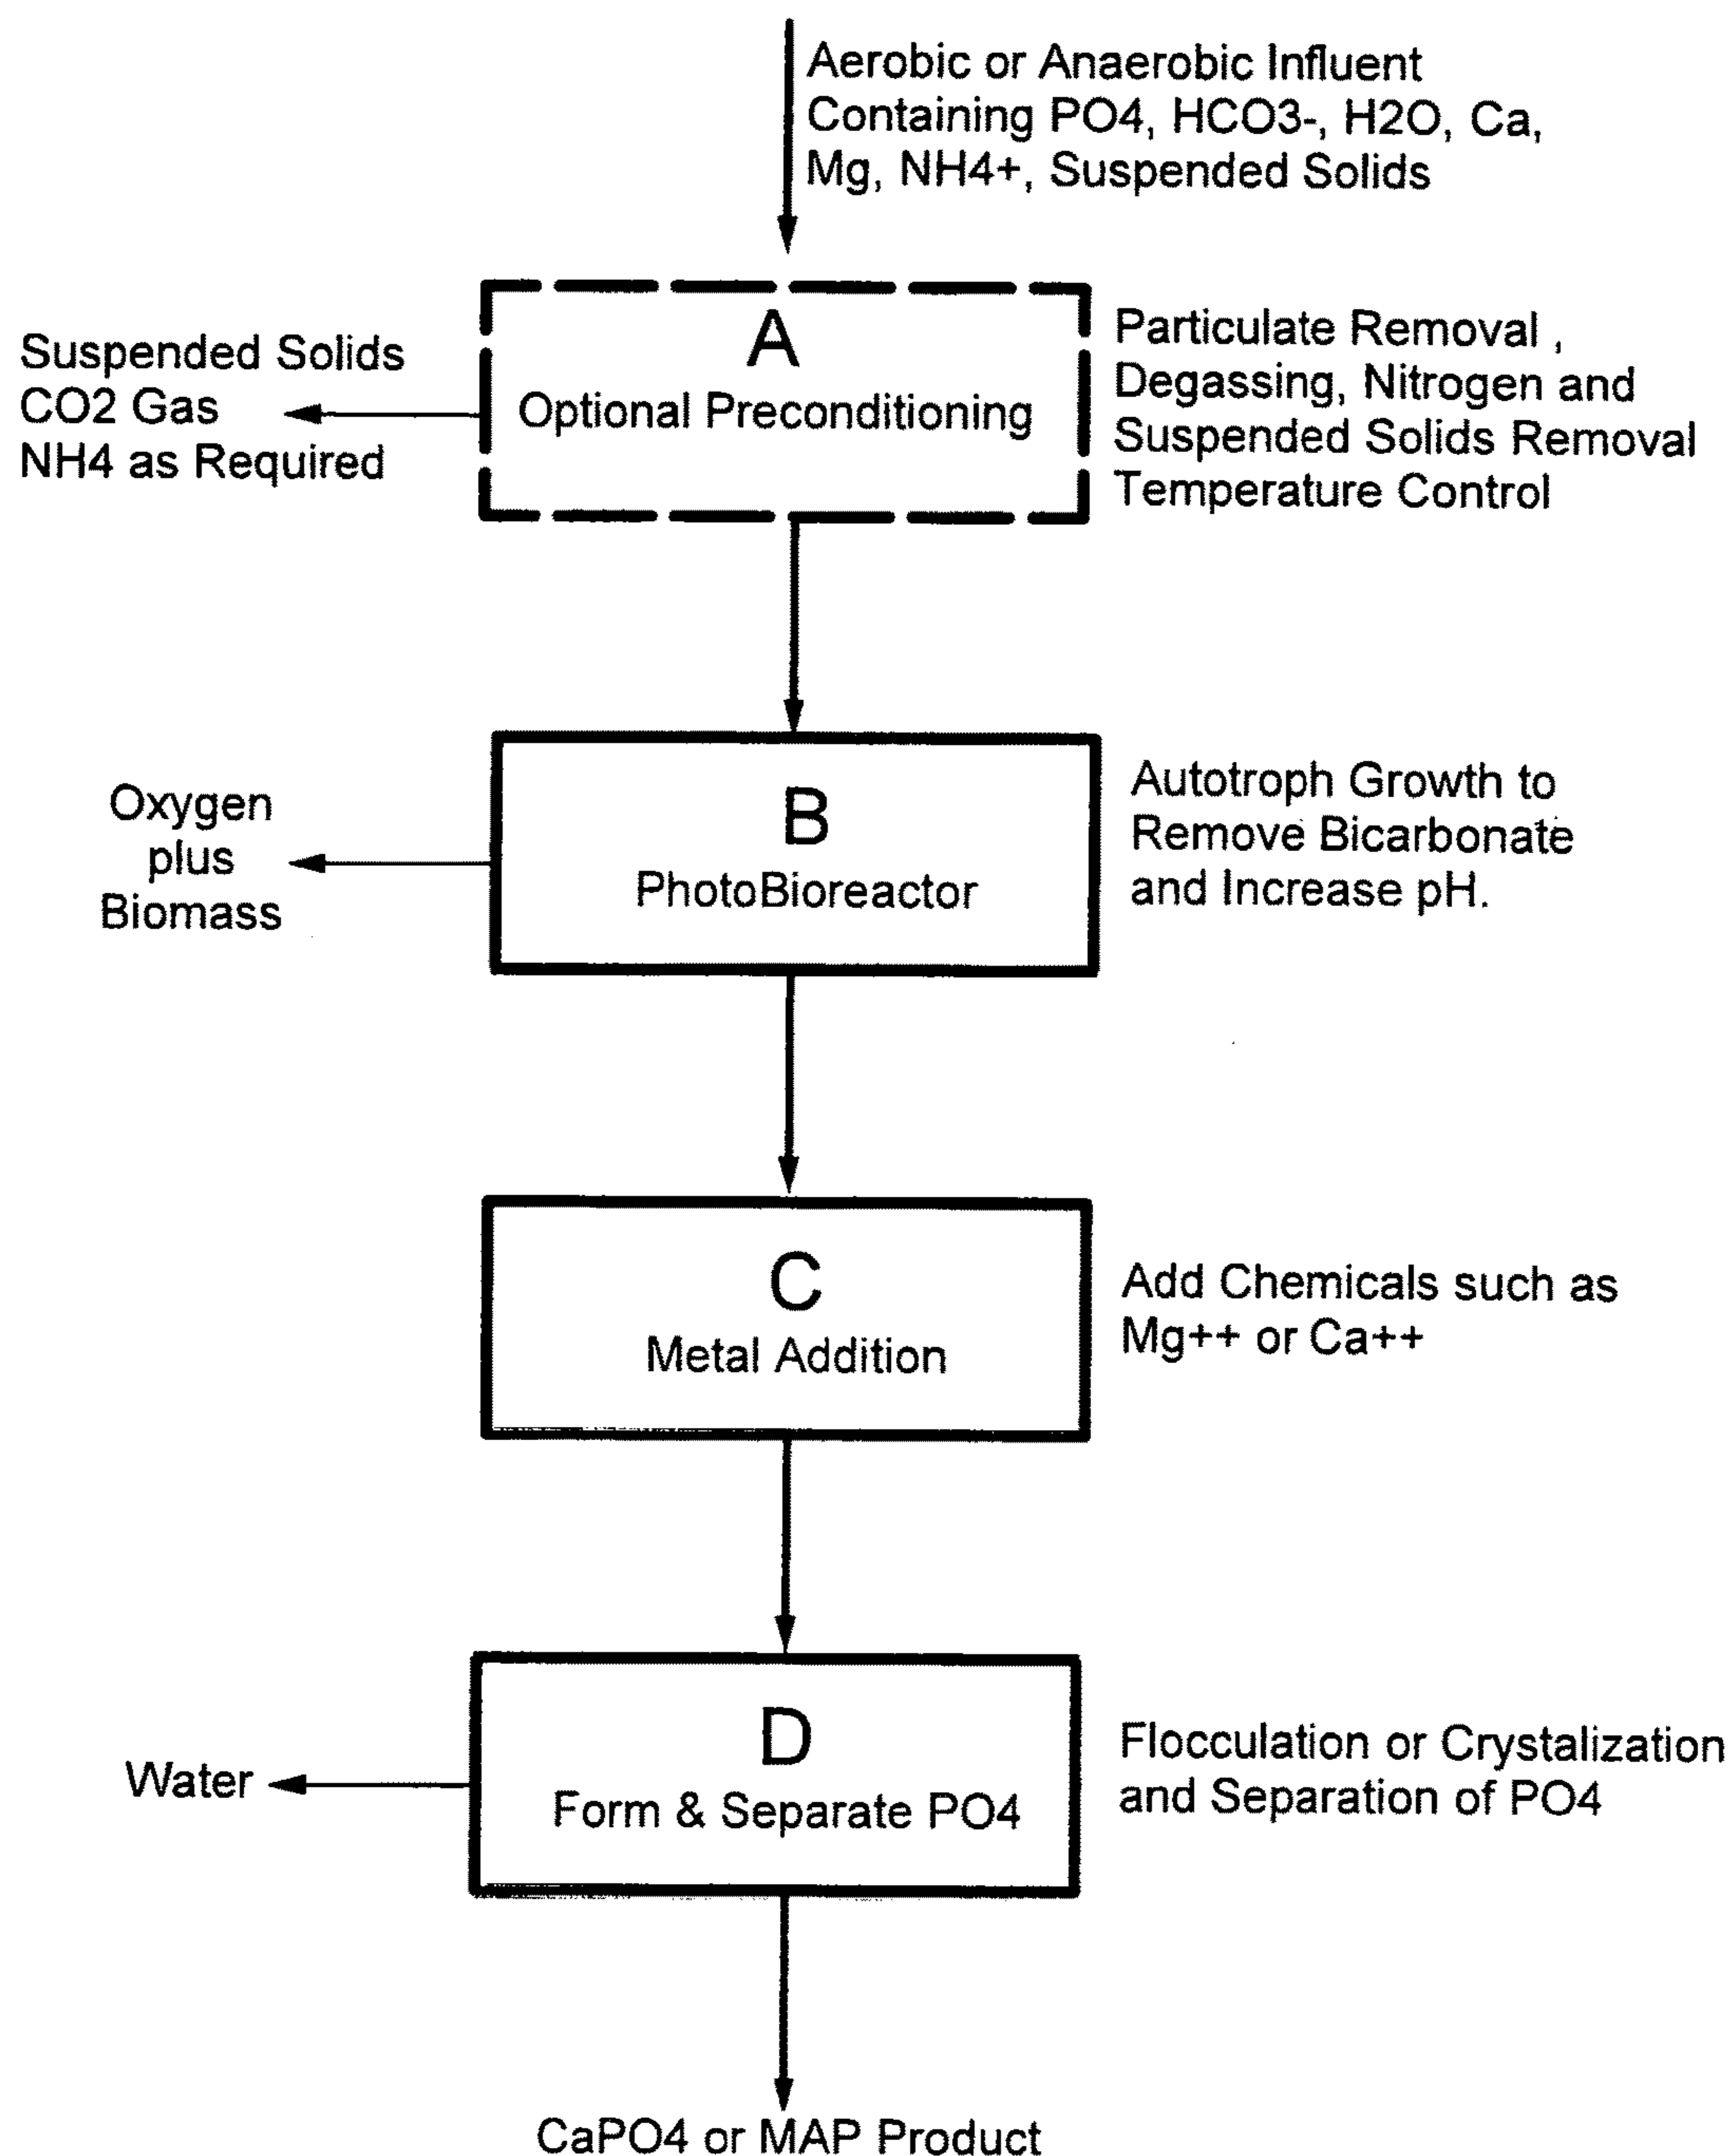 Aerobic or Anaerobic Influent
Containing PO4, HCO3-, H2O, Ca,
Mg, NH4+, Suspended Solids
A
Optional Preconditioning
Suspended Solids
CO2 Gas
NH4 as Required
Particulate Removal ,
Degassing, Nitrogen and
Suspended Solids Removal
Temperature Control
B
PhotoBioreactor
Oxygen
plus
Biomass
Autotroph Growth to
Remove Bicarbonate
and Increase pH.
C
Metal Addition
Add Chemicals such as
Mg++ or Ca++
D
Form & Separate PO4
Water
Flocculation or Crystalization
and Separation of PO4
CaPO4 or MAP Product